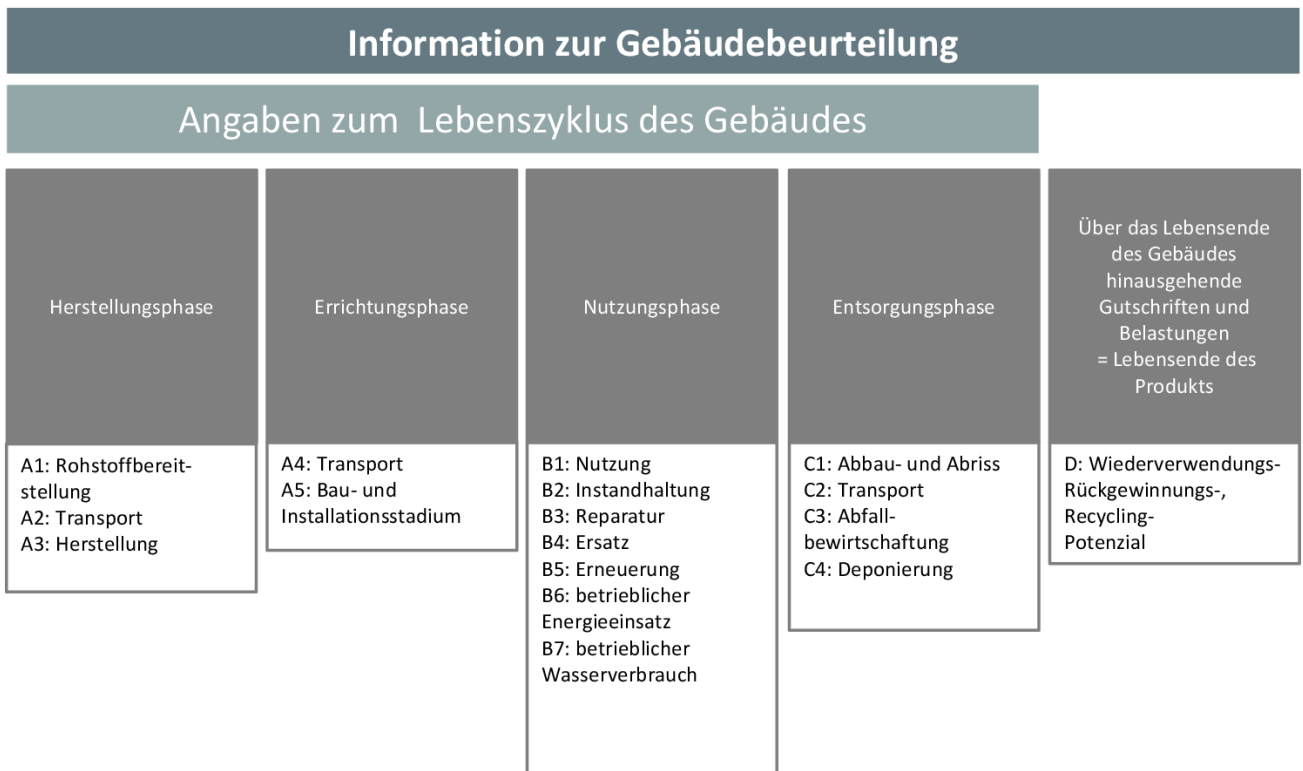 Information zur Gebäudebeurteilung
Angaben zum Lebenszyklus des Gebäudes
Herstellungsphase
A1: Rohstoffbereit-
stellung
A2: Transport
A3: Herstellung
Errichtungsphase
A4: Transport
A5: Bau- und
Installationsstadium
Nutzungsphase
B1: Nutzung
B2: Instandhaltung
B3: Reparatur
B4: Ersatz
B5: Erneuerung
B6: betrieblicher
Energieeinsatz
B7: betrieblicher
Wasserverbrauch
Entsorgungsphase
C1: Abbau- und Abriss
C2: Transport
C3: Abfall-
bewirtschaftung
C4: Deponierung
Über das Lebensende
des Gebäudes
hinausgehende
Gutschriften und
Belastungen
= Lebensende des
Produkts
D: Wiederverwendungs-
Rückgewinnungs-,
Recycling-
Potenzial